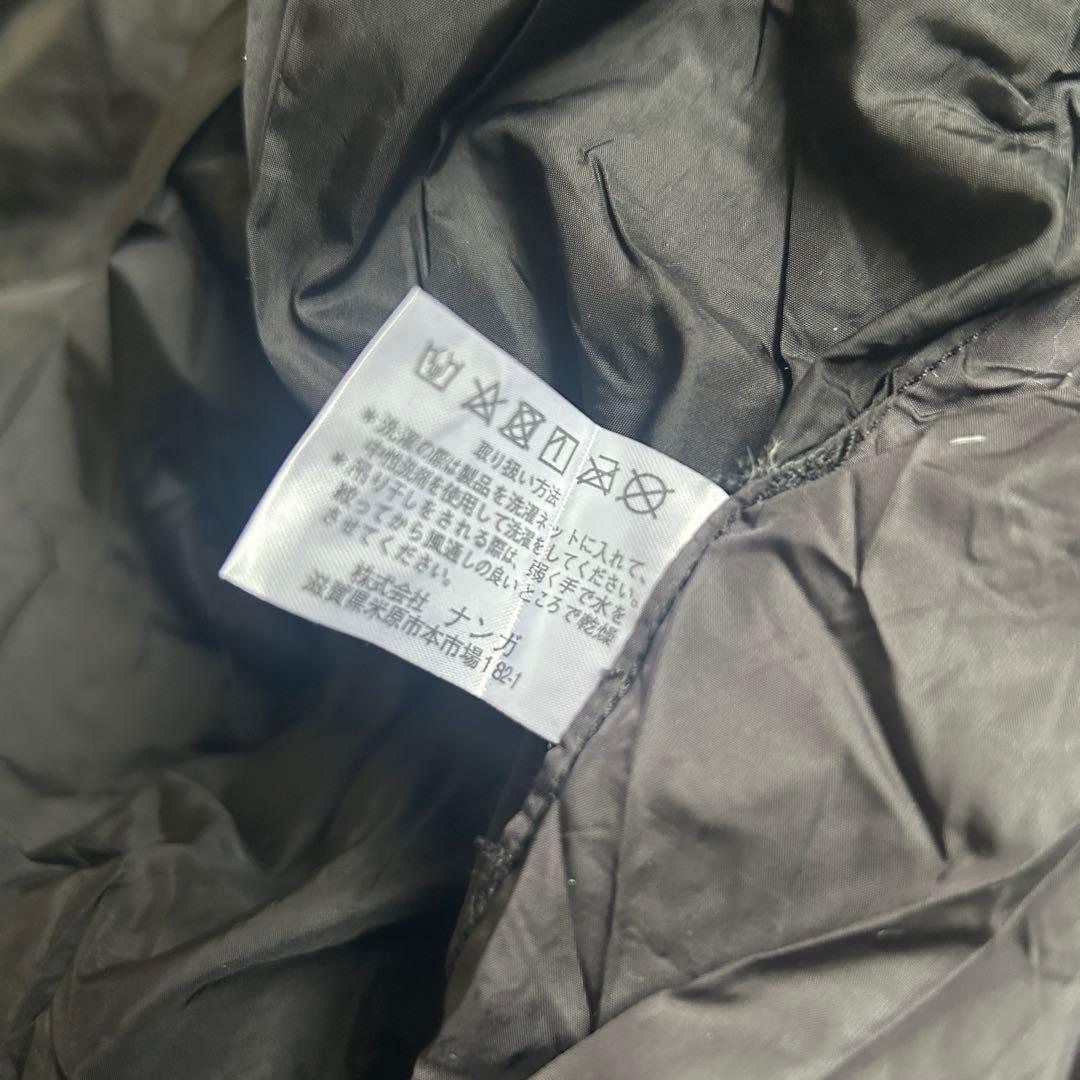 取り扱い方法
*洗濯の際は製品を洗濯ネットに入れて、
中性洗剤を使用して洗濯をしてください。
*吊り干しをされる際は、弱く手で水を
絞ってから風通しの良いところで乾燥
させてください。
株式会社 ナンガ
滋賀県米原市本市場182-1